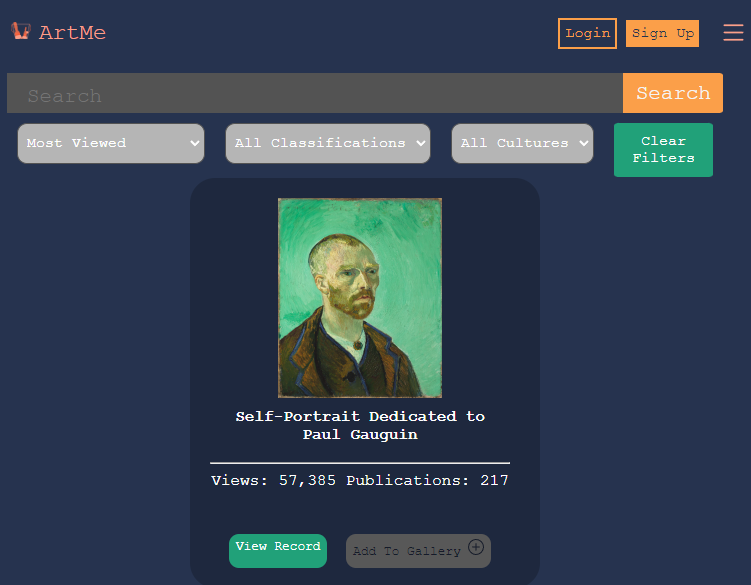 ArtMe
Login
Sign Up
Search
Search
Most Viewed
All Classifications
All Cultures
Clear
Filters
Self-Portrait Dedicated to
Paul Gauguin
Views: 57,385 Publications: 217
View Record
Add To Gallery